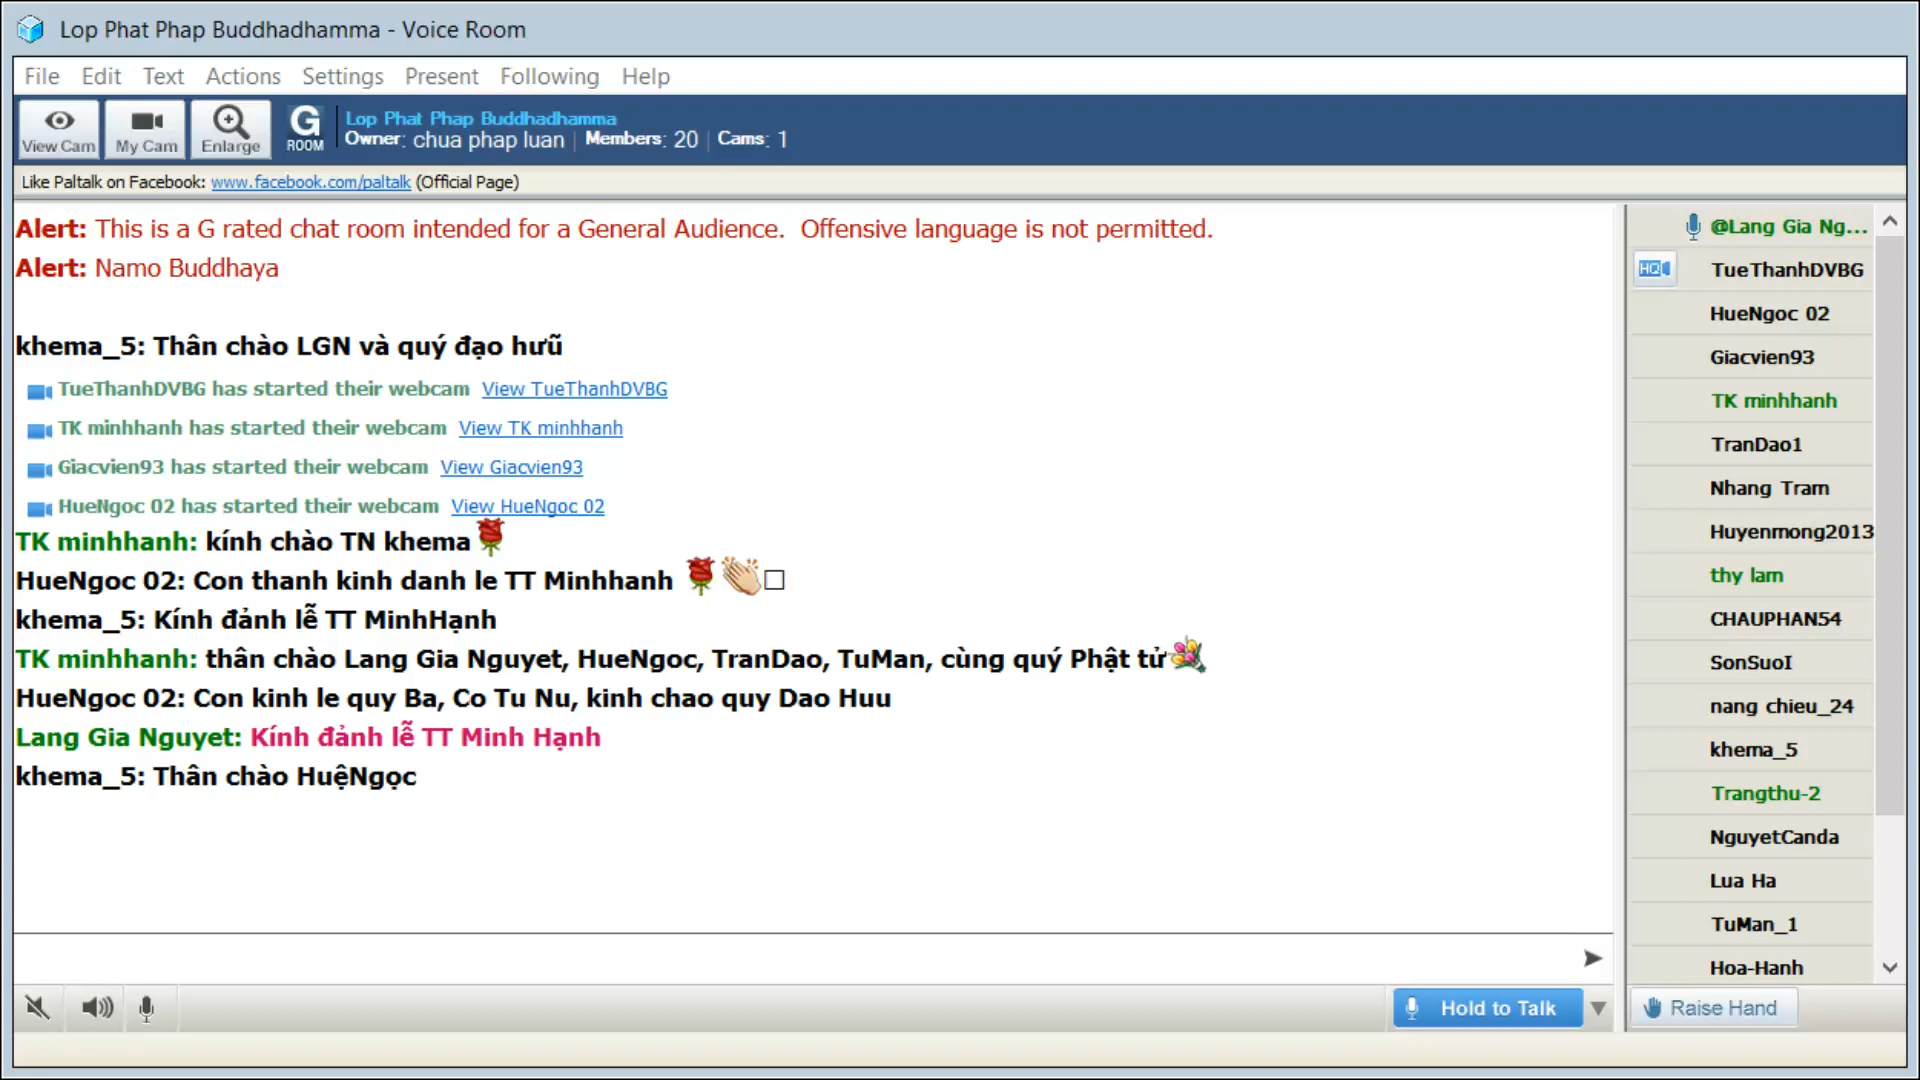 Lop Phat Phap Buddhadhamma - Voice Room
File Edit Text Actions Settings Present Following Help
View Cam My Cam Enlarge G ROOM
Lop Phat Phap Buddhadhamma
Owner: chua phap luan | Members: 20 | Cams: 1
Like Paltalk on Facebook: www.facebook.com/paltalk (Official Page)
Alert: This is a G rated chat room intended for a General Audience. Offensive language is not permitted.
Alert: Namo Buddhaya
khema_5: Thân chào LGN và quý đạo hưũ
TueThanhDVBG has started their webcam View TueThanhDVBG
TK minhhanh has started their webcam View TK minhhanh
Giacvien93 has started their webcam View Giacvien93
HueNgoc 02 has started their webcam View HueNgoc 02
TK minhhanh: kính chào TN khema
HueNgoc 02: Con thanh kinh danh le TT Minhhanh
khema_5: Kính đảnh lễ TT MinhHạnh
TK minhhanh: thân chào Lang Gia Nguyet, HueNgoc, TranDao, TuMan, cùng quý Phật tử
HueNgoc 02: Con kinh le quy Ba, Co Tu Nu, kinh chao quy Dao Huu
Lang Gia Nguyet: Kính đảnh lễ TT Minh Hạnh
khema_5: Thân chào HuệNgọc
@Lang Gia Ng...
HQ
TueThanhDVBG
HueNgoc 02
Giacvien93
TK minhhanh
TranDao1
Nhang Tram
Huyenmong2013
thy lam
CHAUPHAN54
SonSuoI
nang chieu_24
khema_5
Trangthu-2
NguyetCanda
Lua Ha
TuMan_1
Hoa-Hanh
Hold to Talk
Raise Hand